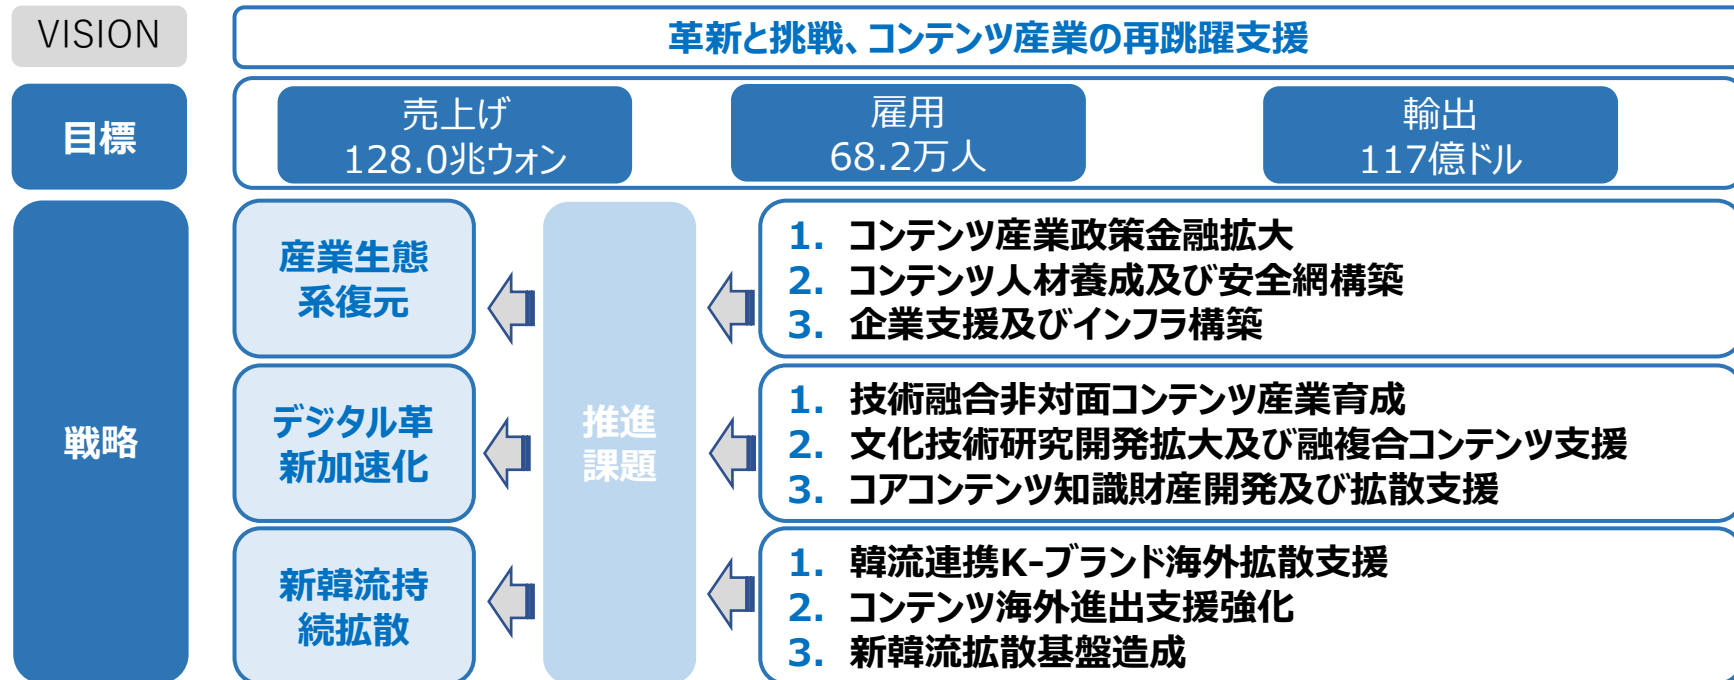 VISION
革新と挑戦、コンテンツ産業の再跳躍支援
目標
売上げ
128.0兆ウォン
雇用
68.2万人
輸出
117億ドル
戦略
産業生態
系復元
デジタル革
新加速化
新韓流持
続拡散
推進
課題
1. コンテンツ産業政策金融拡大
2. コンテンツ人材養成及び安全網構築
3. 企業支援及びインフラ構築
1. 技術融合非対面コンテンツ産業育成
2. 文化技術研究開発拡大及び融複合コンテンツ支援
3. コアコンテンツ知識財産開発及び拡散支援
1. 韓流連携K-ブランド海外拡散支援
2. コンテンツ海外進出支援強化
3. 新韓流拡散基盤造成